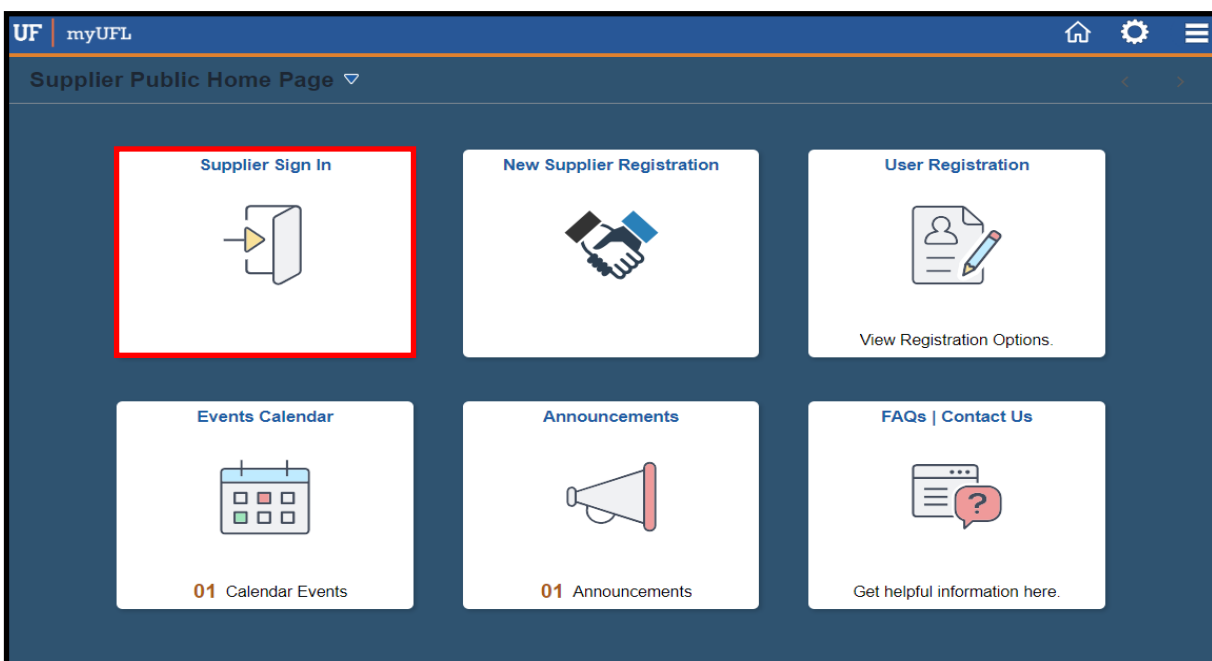 UF myUFL
Supplier Public Home Page
Supplier Sign In
New Supplier Registration
User Registration
View Registration Options.
Events Calendar
Announcements
FAQs | Contact Us
?
01 Calendar Events
01 Announcements
Get helpful information here.